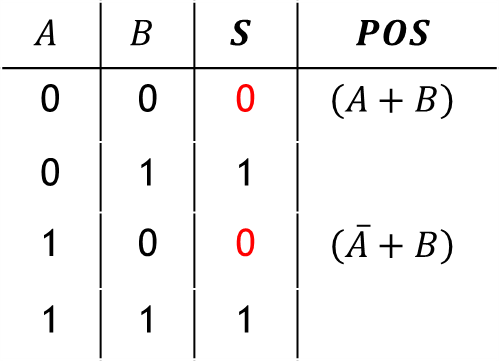 A B S POS
0 0 0 (A + B)
0 1 1
1 0 0 (Ā + B)
1 1 1